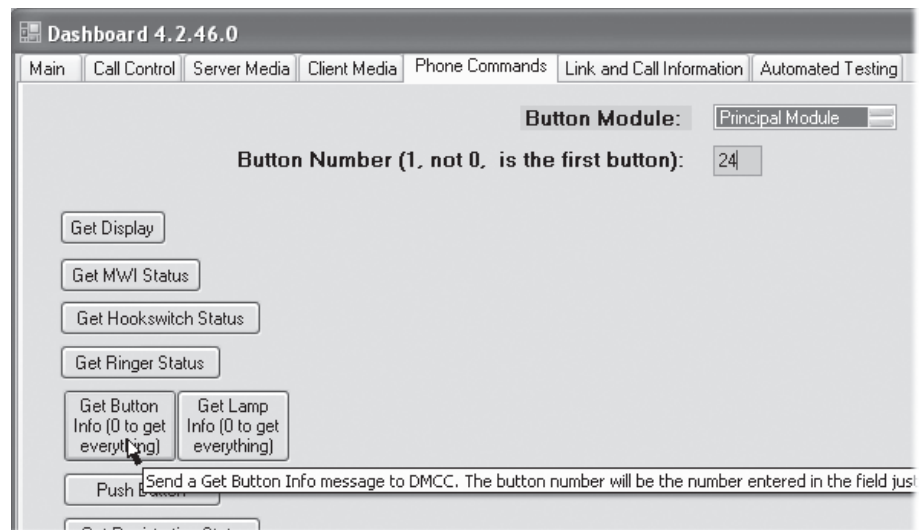 Dashboard 4.2.46.0
Main Call Control Server Media Client Media Phone Commands Link and Call Information Automated Testing
Button Module: Principal Module
Button Number (1, not 0, is the first button): 24
Get Display
Get MWI Status
Get Hookswitch Status
Get Ringer Status
Get Button
Info (0 to get
everything)
Get Lamp
Info (0 to get
everything)
Send a Get Button Info message to DMCC. The button number will be the number entered in the field just
Push Button